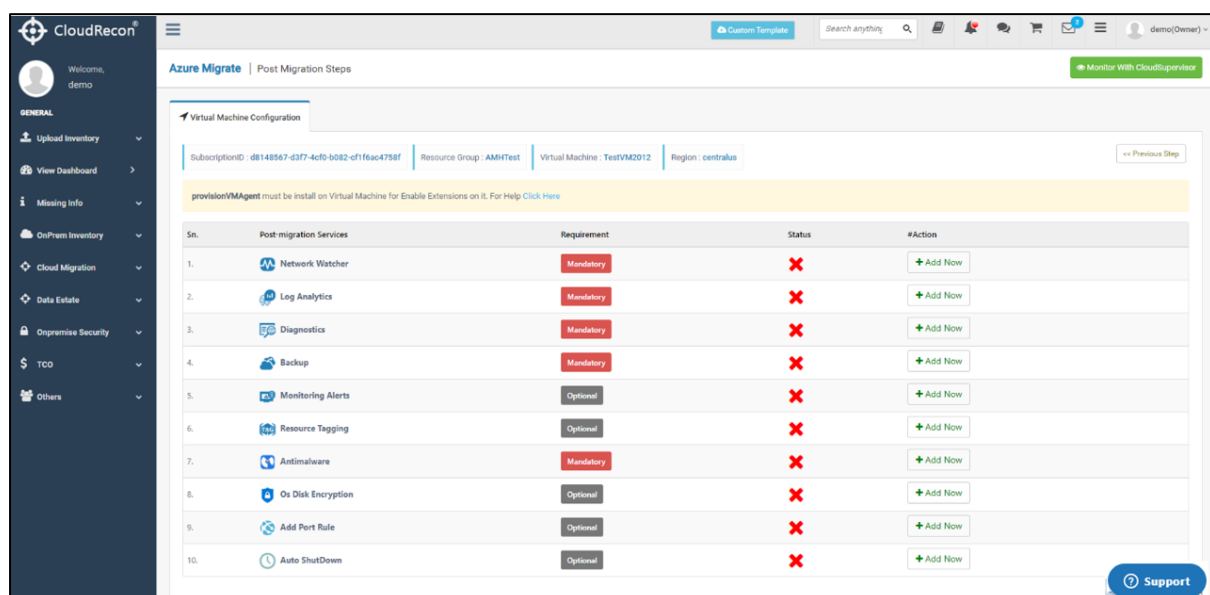 CloudRecon®
Custom Template
Search anything
2
demo(Owner)
Welcome,
demo
Azure Migrate | Post Migration Steps
Monitor With CloudSupervisor
GENERAL
Upload Inventory
View Dashboard
Missing Info
OnPrem Inventory
Cloud Migration
Data Estate
Onpremise Security
TCO
Others
Virtual Machine Configuration
SubscriptionID : d8148567-d3f7-4cf0-b082-cf1f6ac4758f
Resource Group : AMHTest
Virtual Machine : TestVM2012
Region : centralus
<< Previous Step
provisionVMAgent must be install on Virtual Machine for Enable Extensions on it. For Help Click Here
Sn. Post-migration Services Requirement Status #Action
1. Network Watcher Mandatory + Add Now
2. Log Analytics Mandatory + Add Now
3. Diagnostics Mandatory + Add Now
4. Backup Mandatory + Add Now
5. Monitoring Alerts Optional + Add Now
6. Resource Tagging Optional + Add Now
7. Antimalware Mandatory + Add Now
8. Os Disk Encryption Optional + Add Now
9. Add Port Rule Optional + Add Now
10. Auto ShutDown Optional + Add Now
Support